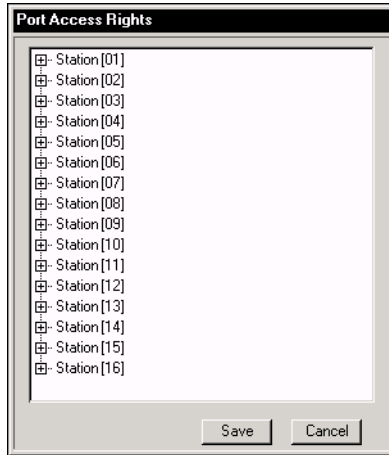 Port Access Rights
Station [01]
Station [02]
Station [03]
Station [04]
Station [05]
Station [06]
Station [07]
Station [08]
Station [09]
Station [10]
Station [11]
Station [12]
Station [13]
Station [14]
Station [15]
Station [16]
Save Cancel